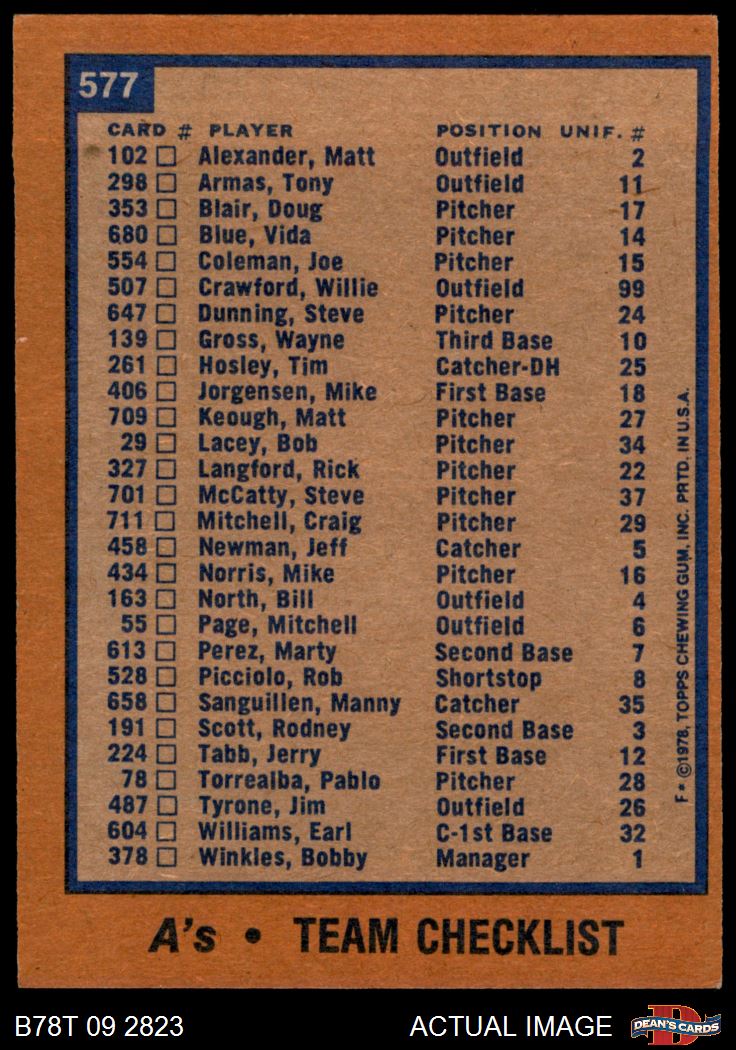 577
CARD # PLAYER POSITION UNIF. #
102 Alexander, Matt Outfield 2
298 Armas, Tony Outfield 11
353 Blair, Doug Pitcher 17
680 Blue, Vida Pitcher 14
554 Coleman, Joe Pitcher 15
507 Crawford, Willie Outfield 99
647 Dunning, Steve Pitcher 24
139 Gross, Wayne Third Base 10
261 Hosley, Tim Catcher-DH 25
406 Jorgensen, Mike First Base 18
709 Keough, Matt Pitcher 27
29 Lacey, Bob Pitcher 34
327 Langford, Rick Pitcher 22
701 McCatty, Steve Pitcher 37
711 Mitchell, Craig Pitcher 29
458 Newman, Jeff Catcher 5
434 Norris, Mike Pitcher 16
163 North, Bill Outfield 4
55 Page, Mitchell Outfield 6
613 Perez, Marty Second Base 7
528 Picciolo, Rob Shortstop 8
658 Sanguillen, Manny Catcher 35
191 Scott, Rodney Second Base 3
224 Tabb, Jerry First Base 12
78 Torrealba, Pablo Pitcher 28
487 Tyrone, Jim Outfield 26
604 Williams, Earl C-1st Base 32
378 Winkles, Bobby Manager 1
F* ©1978, TOPPS CHEWING GUM, INC. PRTD. IN U.S.A.
A's • TEAM CHECKLIST
B78T 09 2823 ACTUAL IMAGE
DEAN'S CARDS